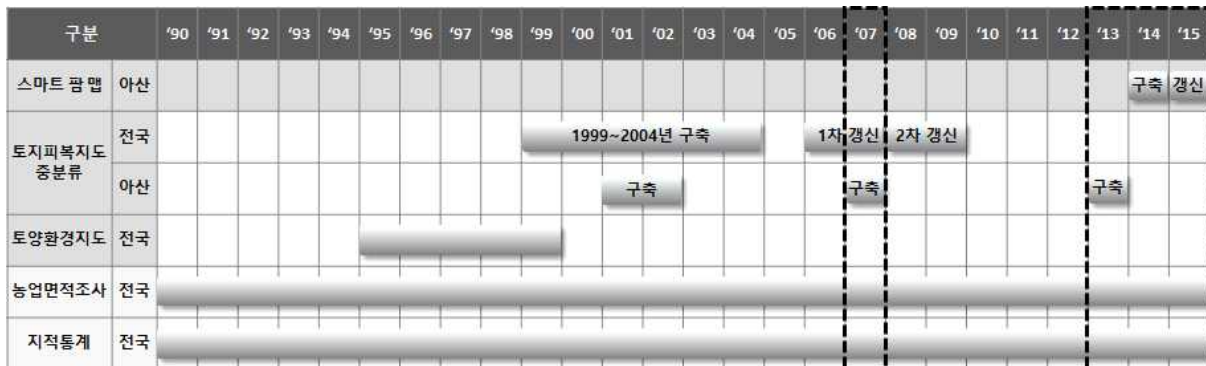 구분 '90 '91 '92 '93 '94 '95 '96 '97 '98 '99 '00 '01 '02 '03 '04 '05 '06 '07 '08 '09 '10 '11 '12 '13 '14 '15
스마트 팜 맵 아산 구축 갱신
토지피복지도
중분류
전국 1999~2004년 구축 1차 갱신 2차 갱신
아산 구축 구축 구축
토양환경지도 전국
농업면적조사 전국
지적통계 전국